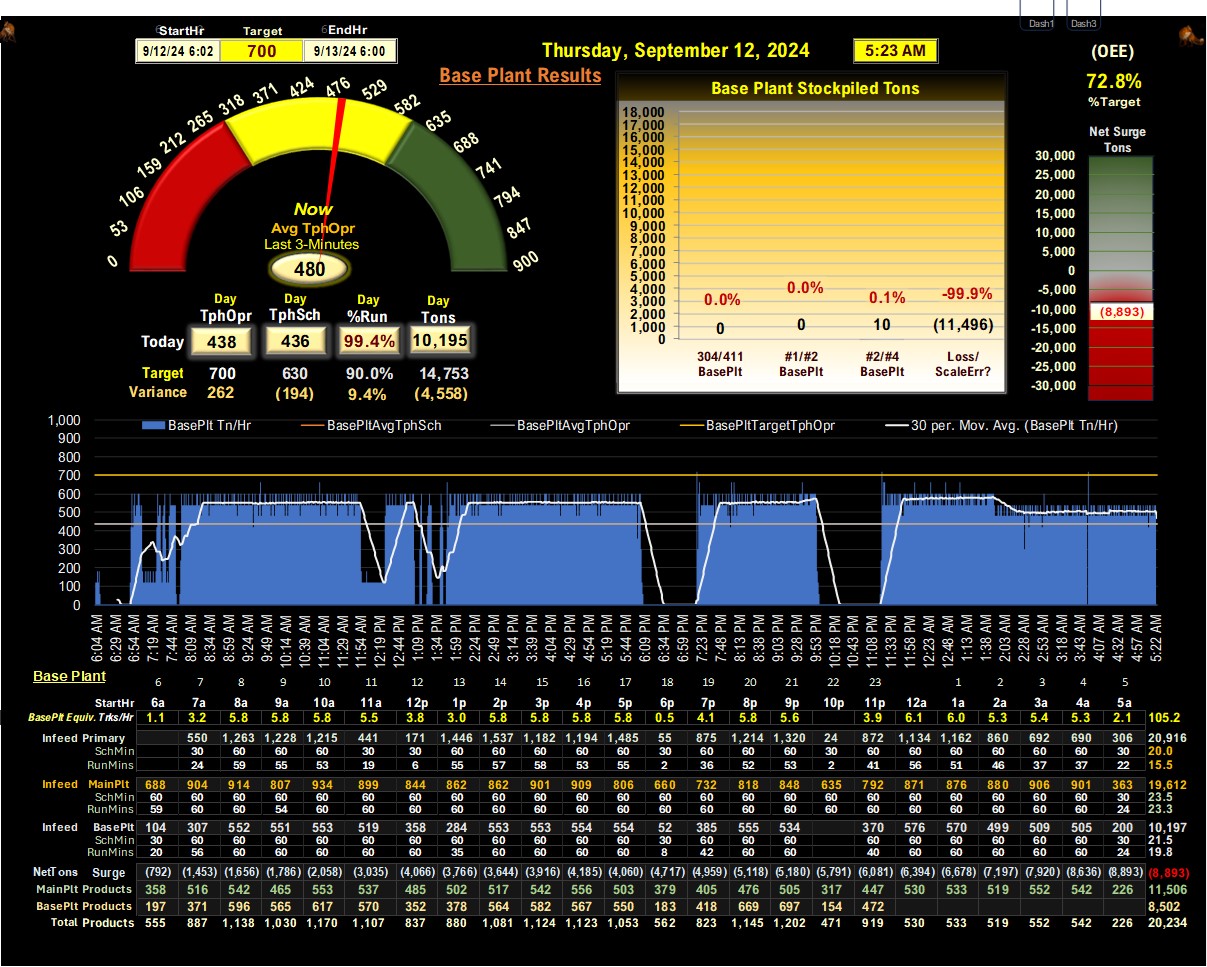 Dash1 Dash3
StartHr Target EndHr
9/12/24 6:02 700 9/13/24 6:00
Thursday, September 12, 2024 5:23 AM
(OEE)
72.8%
%Target
Base Plant Results
0 53 106 159 212 265 318 371 424 476 529 582 635 688 741 794 847 900
Now
Avg TphOpr
Last 3-Minutes
480
Day Day Day Day
TphOpr TphSch %Run Tons
Today 438 436 99.4% 10,195
Target 700 630 90.0% 14,753
Variance 262 (194) 9.4% (4,558)
Base Plant Stockpiled Tons
18,000
17,000
16,000
15,000
14,000
13,000
12,000
11,000
10,000
9,000
8,000
7,000
6,000
5,000
4,000
3,000
2,000
1,000
0
0.0% 0.0% 0.1% -99.9%
0 0 10 (11,496)
304/411 #1/#2 #2/#4 Loss/
BasePlt BasePlt BasePlt ScaleErr?
Net Surge
Tons
30,000
25,000
20,000
15,000
10,000
5,000
0
-5,000
-10,000
(8,893)
-15,000
-20,000
-25,000
-30,000
BasePlt Tn/Hr BasePltAvgTphSch BasePltAvgTphOpr BasePltTargetTphOpr 30 per. Mov. Avg. (BasePlt Tn/Hr)
1,000
900
800
700
600
500
400
300
200
100
0
6:04 AM 6:29 AM 6:54 AM 7:19 AM 7:44 AM 8:09 AM 8:34 AM 8:59 AM 9:24 AM 9:49 AM 10:14 AM 10:39 AM 11:04 AM 11:29 AM 11:54 AM 12:19 PM 12:44 PM 1:09 PM 1:34 PM 1:59 PM 2:24 PM 2:49 PM 3:14 PM 3:39 PM 4:04 PM 4:29 PM 4:54 PM 5:19 PM 5:44 PM 6:09 PM 6:34 PM 6:59 PM 7:23 PM 7:48 PM 8:13 PM 8:38 PM 9:03 PM 9:28 PM 9:53 PM 10:18 PM 10:43 PM 11:08 PM 11:33 PM 11:58 PM 12:23 AM 12:48 AM 1:13 AM 1:38 AM 2:03 AM 2:28 AM 2:53 AM 3:18 AM 3:43 AM 4:07 AM 4:32 AM 4:57 AM 5:22 AM
Base Plant 6 7 8 9 10 11 12 13 14 15 16 17 18 19 20 21 22 23 1 2 3 4 5
StartHr 6a 7a 8a 9a 10a 11a 12p 1p 2p 3p 4p 5p 6p 7p 8p 9p 10p 11p 12a 1a 2a 3a 4a 5a
BasePlt Equiv. Trks/Hr 1.1 3.2 5.8 5.8 5.8 5.5 3.8 3.0 5.8 5.8 5.8 5.8 0.5 4.1 5.8 5.6 3.9 6.1 6.0 5.3 5.4 5.3 2.1 105.2
Infeed Primary 550 1,263 1,228 1,215 441 171 1,446 1,537 1,182 1,194 1,485 55 875 1,214 1,320 24 872 1,134 1,162 860 692 690 306 20,916
SchMin 30 60 60 60 30 30 60 60 60 60 60 30 60 60 60 30 60 60 60 60 60 60 30 20.0
RunMins 24 59 55 53 19 6 55 57 58 53 55 2 36 52 53 2 41 56 51 46 37 37 22 15.5
Infeed MainPlt 688 904 914 807 934 899 844 862 862 901 909 806 660 732 818 848 635 792 871 876 880 906 901 363 19,612
SchMin 60 60 60 60 60 60 60 60 60 60 60 60 60 60 60 60 60 60 60 60 60 60 60 30 23.5
RunMins 59 60 60 54 60 60 60 60 60 60 60 60 60 60 60 60 60 60 60 60 60 60 60 24 23.3
Infeed BasePlt 104 307 552 551 553 519 358 284 553 553 554 554 52 385 555 534 370 576 570 499 509 505 200 10,197
SchMin 30 60 60 60 60 60 60 60 60 60 60 60 30 60 60 60 60 60 60 60 60 60 30 21.5
RunMins 20 56 60 60 60 60 60 35 60 60 60 60 8 42 60 60 40 60 60 60 60 60 24 19.8
NetTons Surge (792) (1,453) (1,656) (1,786) (2,058) (3,035) (4,066) (3,766) (3,644) (3,916) (4,185) (4,060) (4,717) (4,959) (5,118) (5,180) (5,791) (6,081) (6,394) (6,678) (7,197) (7,920) (8,636) (8,893) (8,893)
MainPlt Products 358 516 542 465 553 537 485 502 517 542 556 503 379 405 476 505 317 447 530 533 519 552 542 226 11,506
BasePlt Products 197 371 596 565 617 570 352 378 564 582 567 550 183 418 669 697 154 472 8,502
Total Products 555 887 1,138 1,030 1,170 1,107 837 880 1,081 1,124 1,123 1,053 562 823 1,145 1,202 471 919 530 533 519 552 542 226 20,234